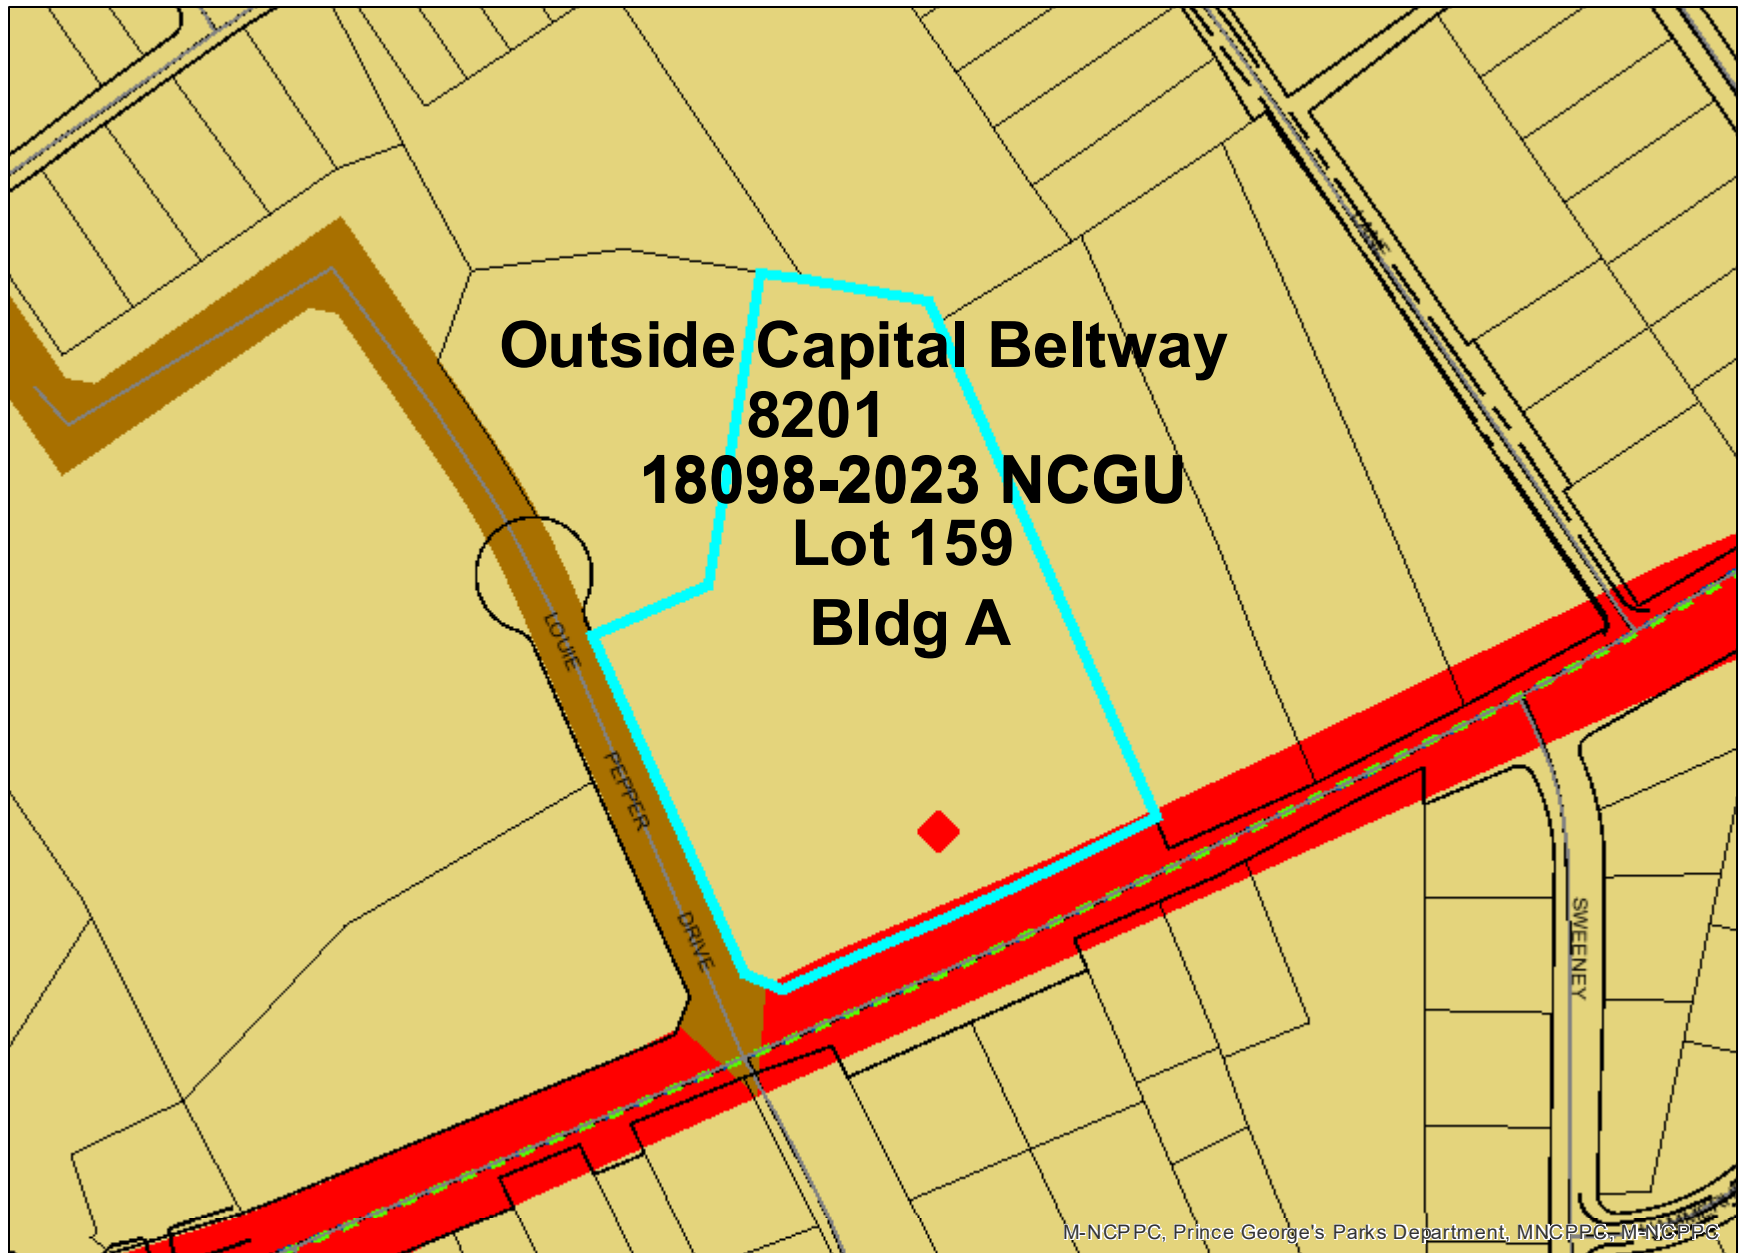 Outside Capital Beltway
8201
18098-2023 NCGU
Lot 159
Bldg A
LOUIE
PEPPER
DRIVE
SWEENEY
M-NCPPC, Prince George's Parks Department, MNCPPC, M-NCPPC